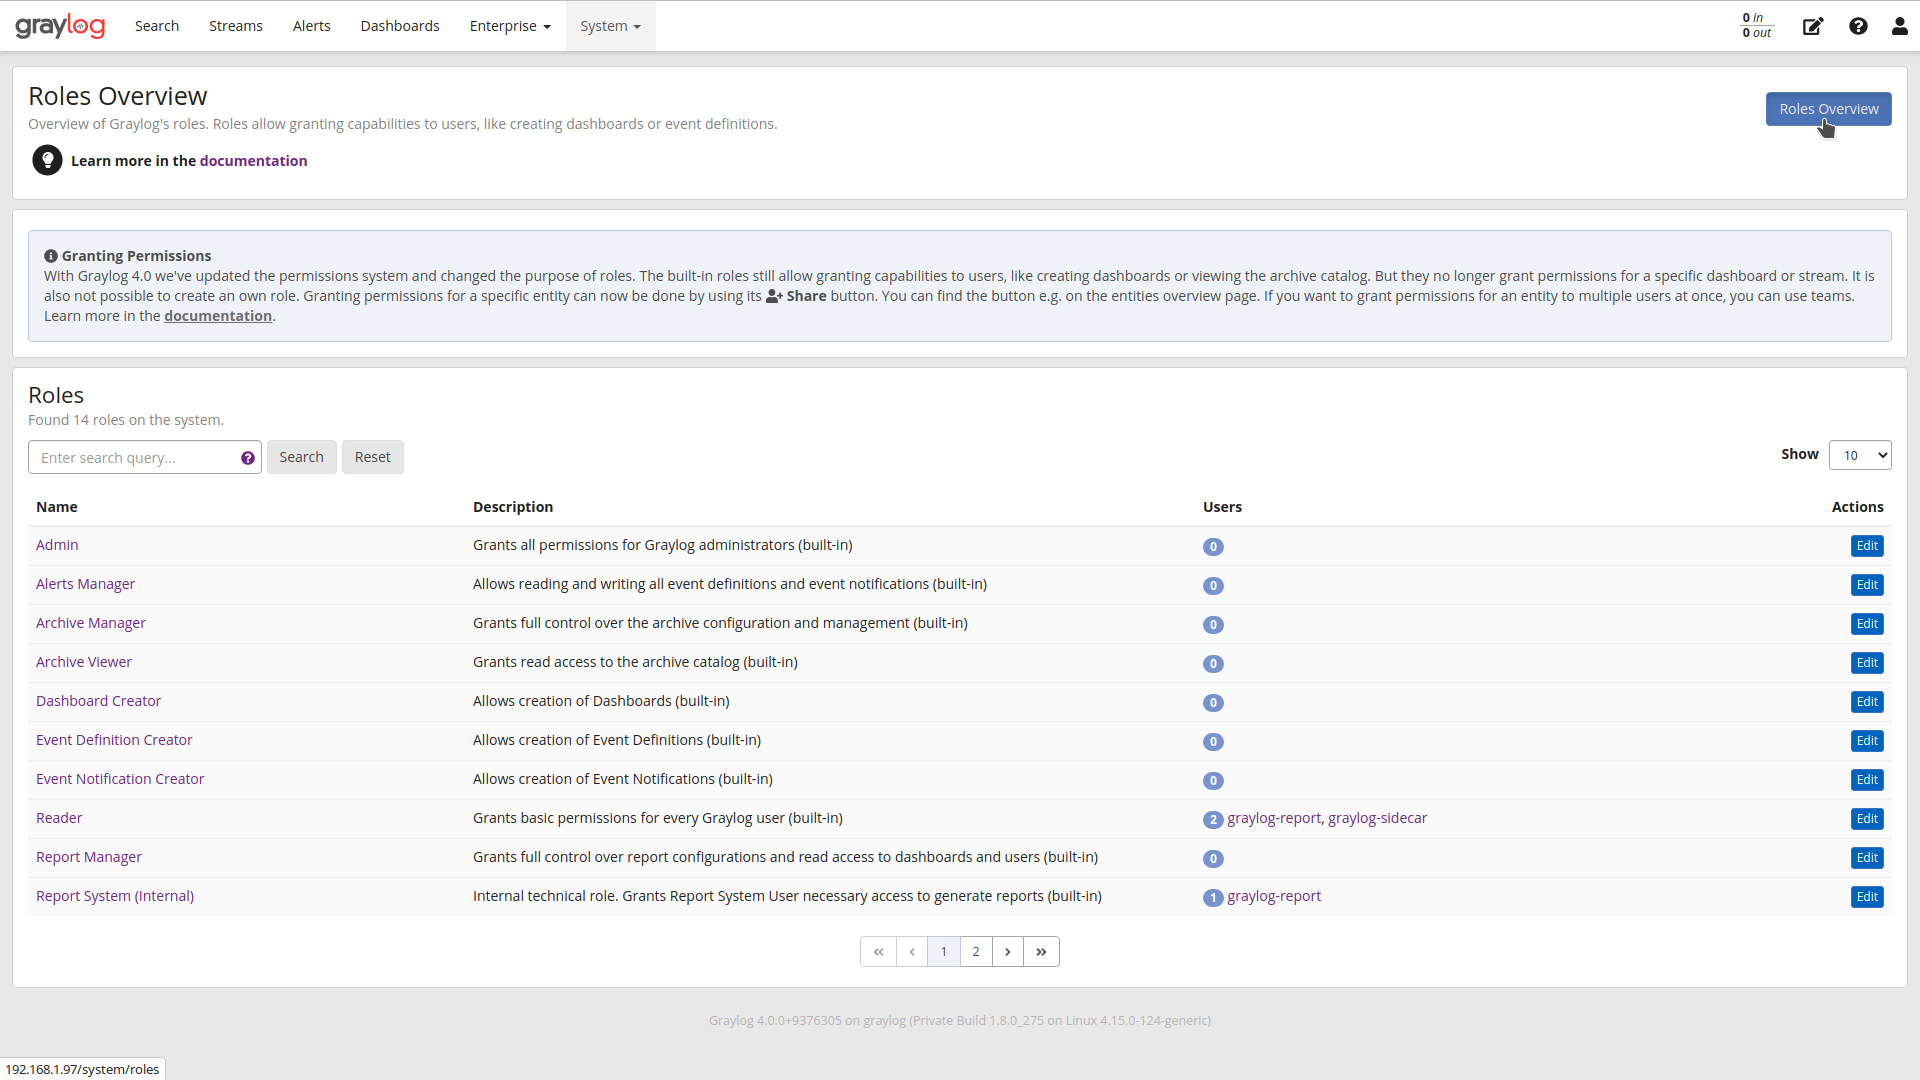 graylog Search Streams Alerts Dashboards Enterprise System 0 in
0 out
Roles Overview
Overview of Graylog's roles. Roles allow granting capabilities to users, like creating dashboards or event definitions.
Roles Overview
Learn more in the documentation
Granting Permissions
With Graylog 4.0 we've updated the permissions system and changed the purpose of roles. The built-in roles still allow granting capabilities to users, like creating dashboards or viewing the archive catalog. But they no longer grant permissions for a specific dashboard or stream. It is
also not possible to create an own role. Granting permissions for a specific entity can now be done by using its Share button. You can find the button e.g. on the entities overview page. If you want to grant permissions for an entity to multiple users at once, you can use teams.
Learn more in the documentation.
Roles
Found 14 roles on the system.
Enter search query... Search Reset Show 10
Name Description Users Actions
Admin Grants all permissions for Graylog administrators (built-in) 0 Edit
Alerts Manager Allows reading and writing all event definitions and event notifications (built-in) 0 Edit
Archive Manager Grants full control over the archive configuration and management (built-in) 0 Edit
Archive Viewer Grants read access to the archive catalog (built-in) 0 Edit
Dashboard Creator Allows creation of Dashboards (built-in) 0 Edit
Event Definition Creator Allows creation of Event Definitions (built-in) 0 Edit
Event Notification Creator Allows creation of Event Notifications (built-in) 0 Edit
Reader Grants basic permissions for every Graylog user (built-in) 2 graylog-report, graylog-sidecar Edit
Report Manager Grants full control over report configurations and read access to dashboards and users (built-in) 0 Edit
Report System (Internal) Internal technical role. Grants Report System User necessary access to generate reports (built-in) 1 graylog-report Edit
« ‹ 1 2 › »
Graylog 4.0.0+9376305 on graylog (Private Build 1.8.0_275 on Linux 4.15.0-124-generic)
192.168.1.97/system/roles